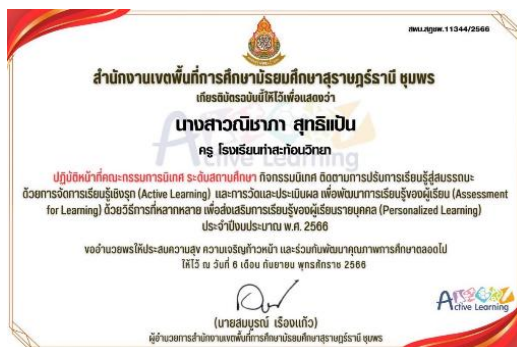 สพม.สฎชพ.11344/2566
สำนักงานเขตพื้นที่การศึกษามัธยมศึกษาสุราษฎร์ธานี ชุมพร
เกียรติบัตรฉบับนี้ให้ไว้เพื่อแสดงว่า
นางสาวณิชาภา สุทธิแป้น
ครู โรงเรียนท่าสะท้อนวิทยา
Active Learning
ปฏิบัติหน้าที่คณะกรรมการนิเทศ ระดับสถานศึกษา กิจกรรมนิเทศ ติดตามการปรับการเรียนรู้สู่สมรรถนะ
ด้วยการจัดการเรียนรู้เชิงรุก (Active Learning) และการวัดและประเมินผล เพื่อพัฒนาการเรียนรู้ของผู้เรียน (Assessment
for Learning) ด้วยวิธีการที่หลากหลาย เพื่อส่งเสริมการเรียนรู้ของผู้เรียนรายบุคคล (Personalized Learning)
ประจำปีงบประมาณ พ.ศ. 2566
ขออำนวยพรให้ประสบความสุข ความเจริญก้าวหน้า และร่วมกันพัฒนาคุณภาพการศึกษาตลอดไป
ให้ไว้ ณ วันที่ 6 เดือน กันยายน พุทธศักราช 2566
Active Learning
(นายสมบูรณ์ เรืองแก้ว)
ผู้อำนวยการสำนักงานเขตพื้นที่การศึกษามัธยมศึกษาสุราษฎร์ธานี ชุมพร